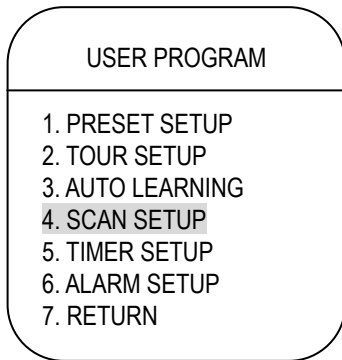 USER PROGRAM
1. PRESET SETUP
2. TOUR SETUP
3. AUTO LEARNING
4. SCAN SETUP
5. TIMER SETUP
6. ALARM SETUP
7. RETURN